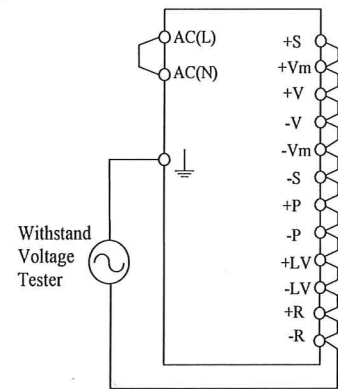 AC(L)
AC(N)
Withstand
Voltage
Tester
+S
+Vm
+V
-V
-Vm
-S
+P
-P
+LV
-LV
+R
-R